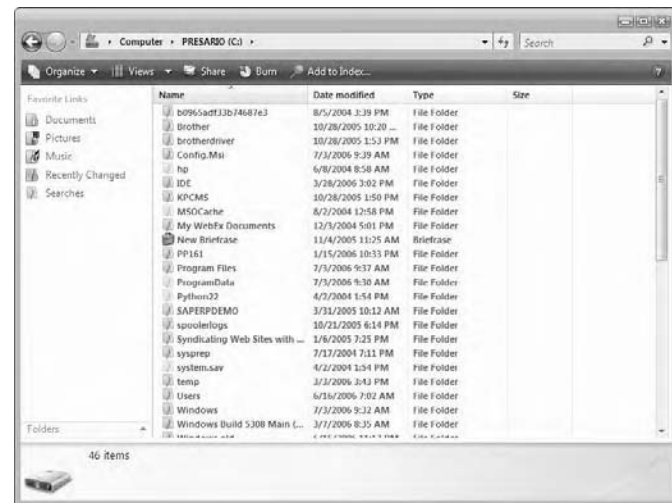 Computer ▸ PRESARIO (C:) ▸
Search
Organize Views Share Burn Add to Index...
Favorite Links
Documents
Pictures
Music
Recently Changed
Searches
Folders
Name Date modified Type Size
b0965adf33b74687e3 8/5/2004 3:39 PM File Folder
Brother 10/28/2005 10:20 ... File Folder
brotherdriver 10/28/2005 1:53 PM File Folder
Config.Msi 7/3/2006 9:39 AM File Folder
hp 6/8/2004 8:58 AM File Folder
IDE 3/28/2006 3:02 PM File Folder
KPCMS 10/28/2005 1:50 PM File Folder
MSOCache 8/2/2004 12:58 PM File Folder
My WebEx Documents 12/3/2004 5:01 PM File Folder
New Briefcase 11/4/2005 11:25 AM Briefcase
PP161 1/15/2006 10:33 PM File Folder
Program Files 7/3/2006 9:37 AM File Folder
ProgramData 7/3/2006 9:30 AM File Folder
Python22 4/2/2004 1:54 PM File Folder
SAPERPDEMO 3/31/2005 10:12 AM File Folder
spoolerlogs 10/21/2005 6:14 PM File Folder
Syndicating Web Sites with ... 1/6/2005 7:25 PM File Folder
sysprep 7/17/2004 7:11 PM File Folder
system.sav 4/2/2004 1:54 PM File Folder
temp 3/3/2006 3:43 PM File Folder
Users 6/16/2006 7:02 AM File Folder
Windows 7/3/2006 9:32 AM File Folder
Windows Build 5308 Main (... 3/7/2006 8:35 AM File Folder
46 items